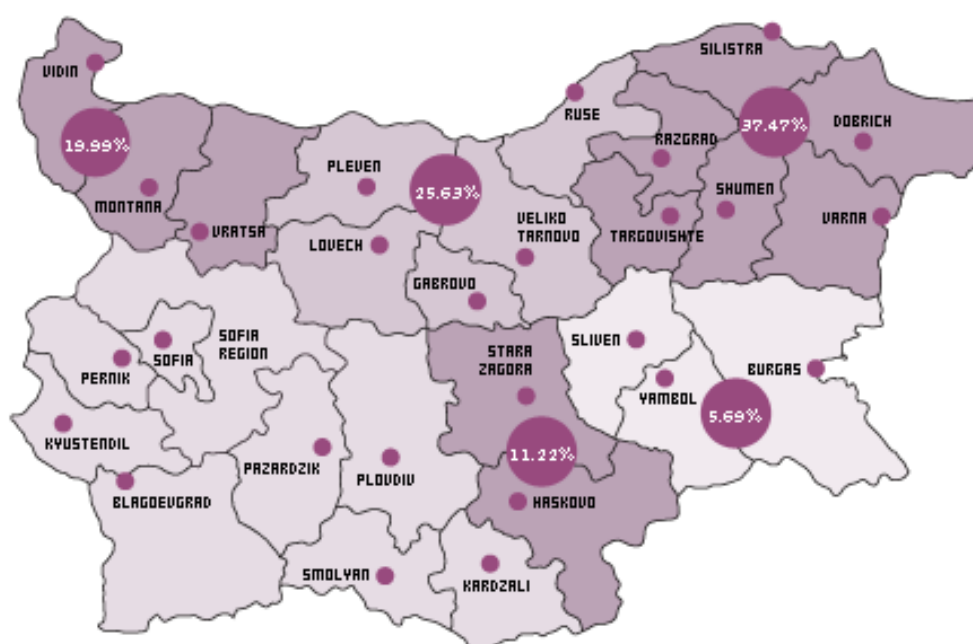 SILISTRA
VIDIN
RUSE
37.47%
DOBRICH
19.99%
RAZGRAD
PLEVEN
25.63%
SHUMEN
MONTANA
VELIKO
TARNOVO
VARNA
VRATSA
TARGOVISHTE
LOVECH
GABROVO
SOFIA
REGION
SOFIA
PERNIK
STARA
ZAGORA
SLIVEN
BURGAS
YAMBOL
5.69%
KYUSTENDIL
11.22%
PAZARDZIK
PLOVDIV
BLAGOEVGRAD
HASKOVO
SMOLYAN
KARDZALI